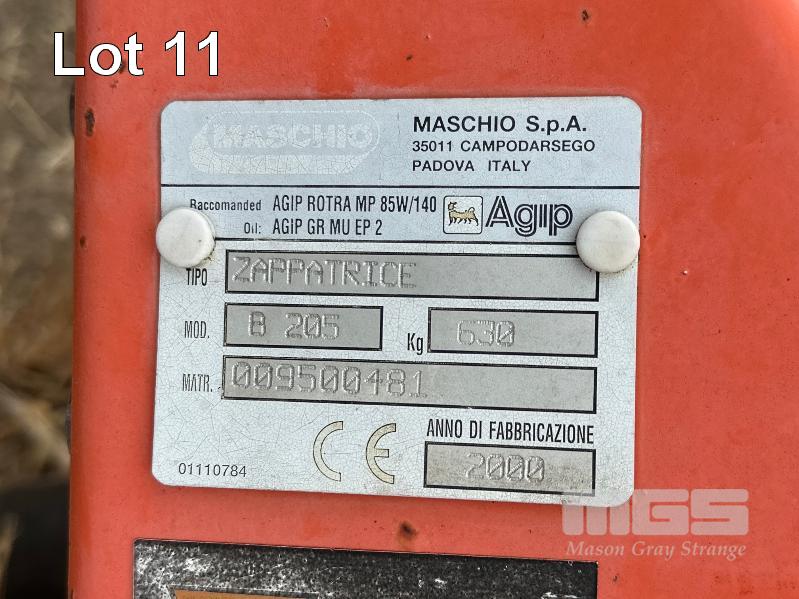 Lot 11
MASCHIO
MASCHIO S.p.A.
35011 CAMPODARSEGO
PADOVA ITALY
Raccomanded AGIP ROTRA MP 85W/140
Oil: AGIP GR MU EP 2
Agip
TIPO ZAPPATRICE
MOD. B 205 Kg 630
MATR. 009500481
CE ANNO DI FABBRICAZIONE
01110784 2000
MGS
Mason Gray Strange